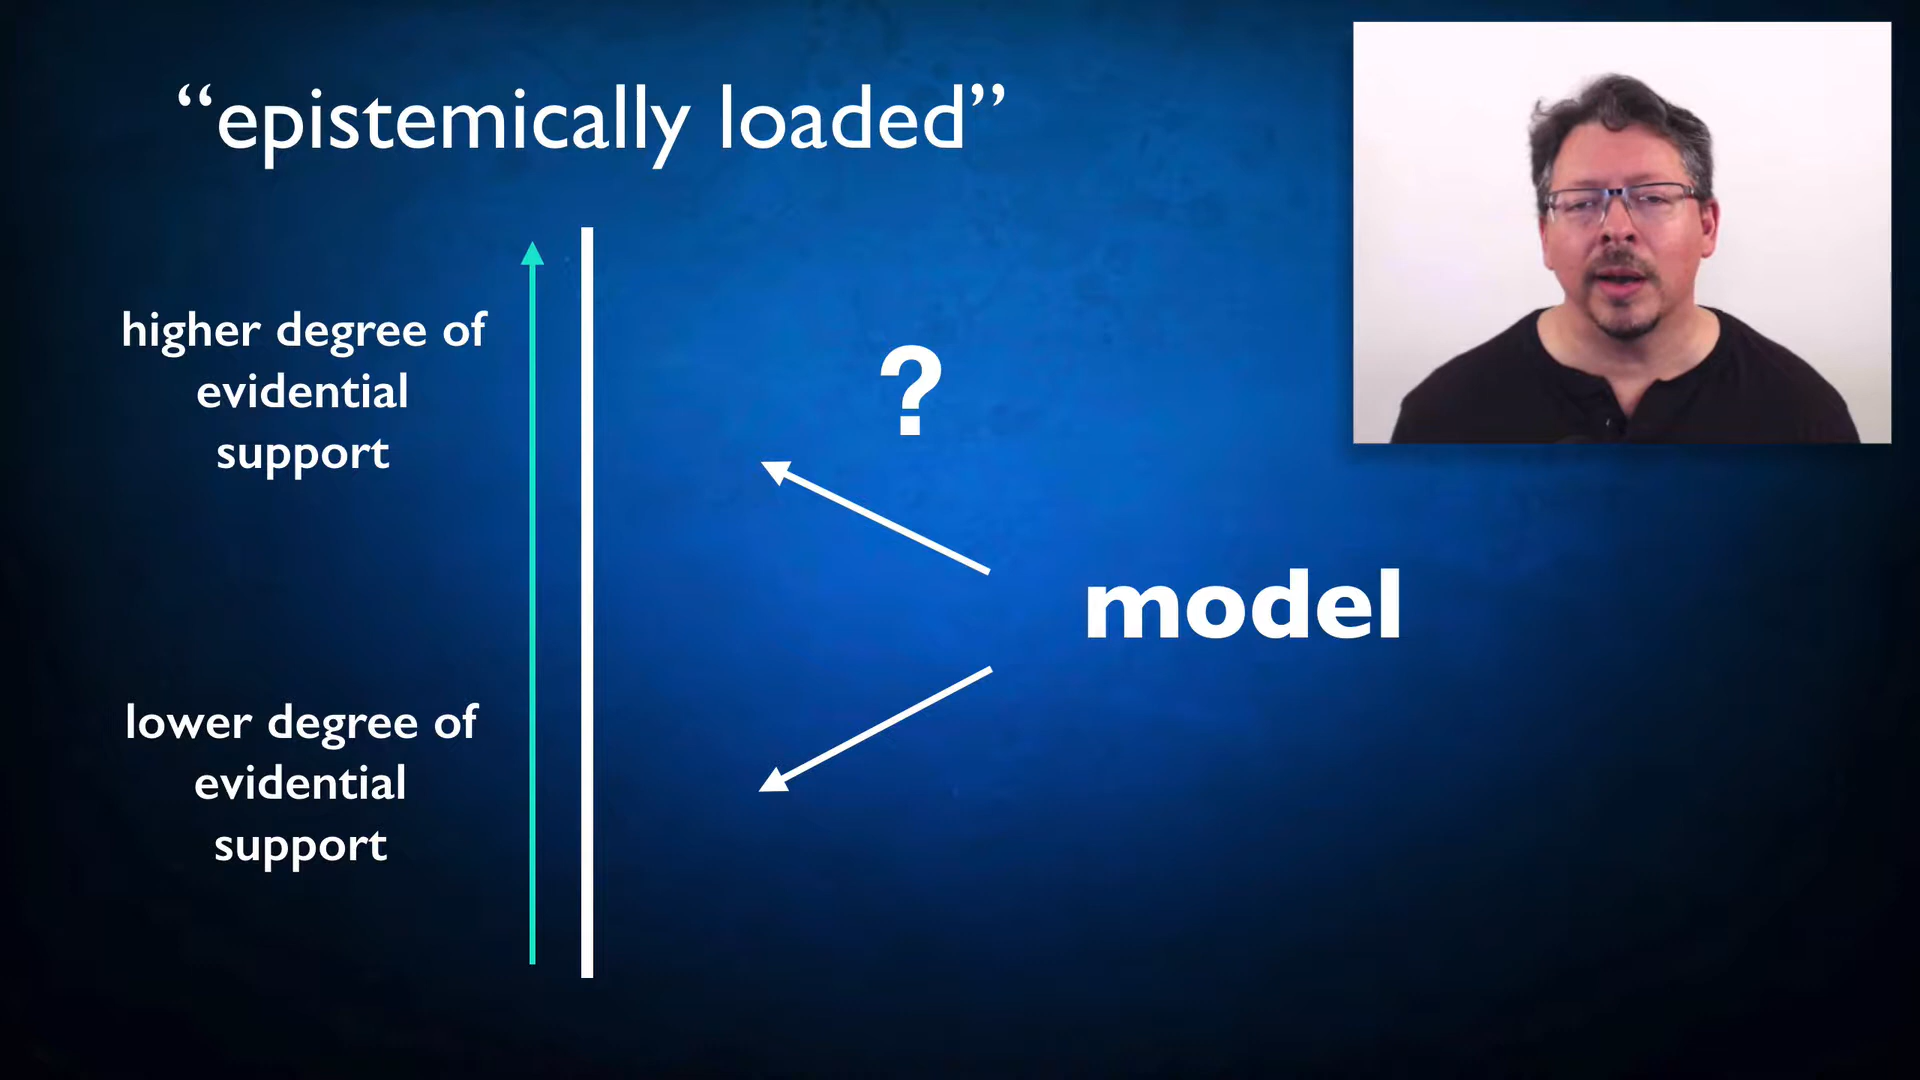 “epistemically loaded”
higher degree of
evidential
support
?
model
lower degree of
evidential
support